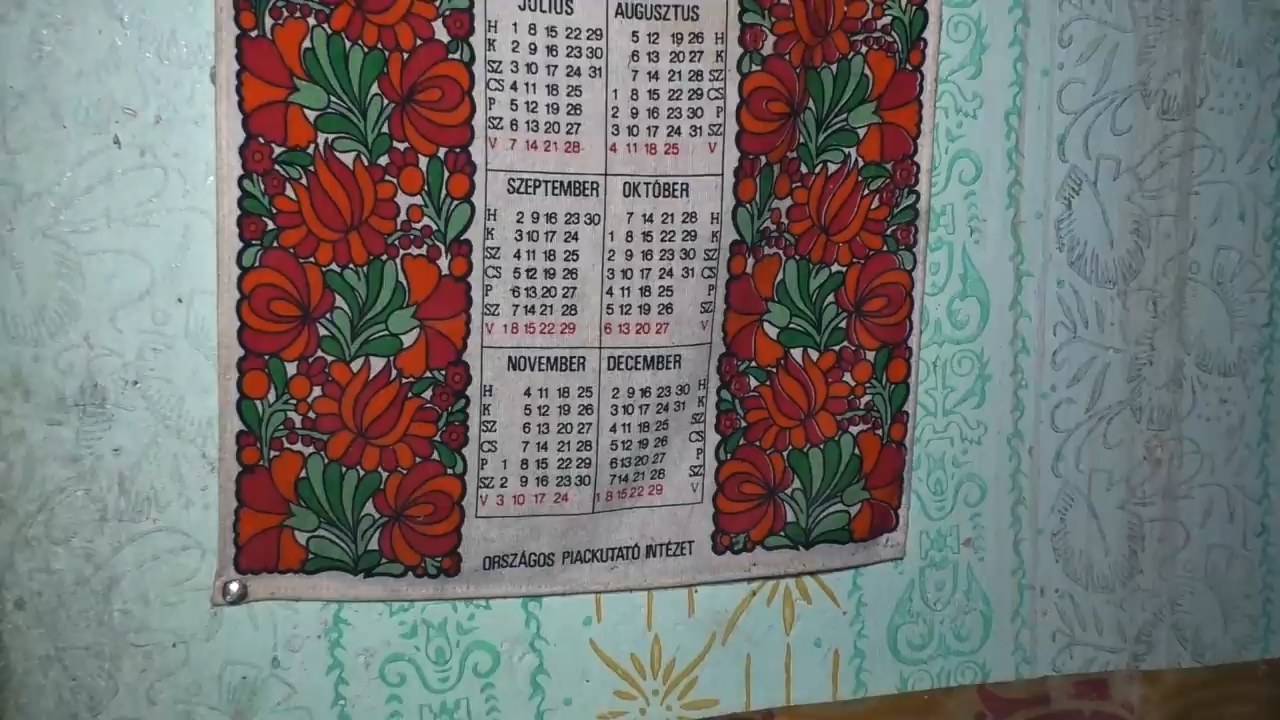 JÚLIUS
H 1 8 15 22 29
K 2 9 16 23 30
SZ 3 10 17 24 31
CS 4 11 18 25
P 5 12 19 26
SZ 6 13 20 27
V 7 14 21 28
AUGUSZTUS
5 12 19 26 H
6 13 20 27 K
7 14 21 28 SZ
1 8 15 22 29 CS
2 9 16 23 30 P
3 10 17 24 31 SZ
4 11 18 25 V
SZEPTEMBER
H 2 9 16 23 30
K 3 10 17 24
SZ 4 11 18 25
CS 5 12 19 26
P 6 13 20 27
SZ 7 14 21 28
V 1 8 15 22 29
OKTÓBER
7 14 21 28 H
1 8 15 22 29 K
2 9 16 23 30 SZ
3 10 17 24 31 CS
4 11 18 25 P
5 12 19 26 SZ
6 13 20 27 V
NOVEMBER
H 4 11 18 25
K 5 12 19 26
SZ 6 13 20 27
CS 7 14 21 28
P 1 8 15 22 29
SZ 2 9 16 23 30
V 3 10 17 24
DECEMBER
2 9 16 23 30 H
3 10 17 24 31 K
4 11 18 25 SZ
5 12 19 26 CS
6 13 20 27 P
7 14 21 28 SZ
1 8 15 22 29 V
ORSZÁGOS PIACKUTATÓ INTÉZET